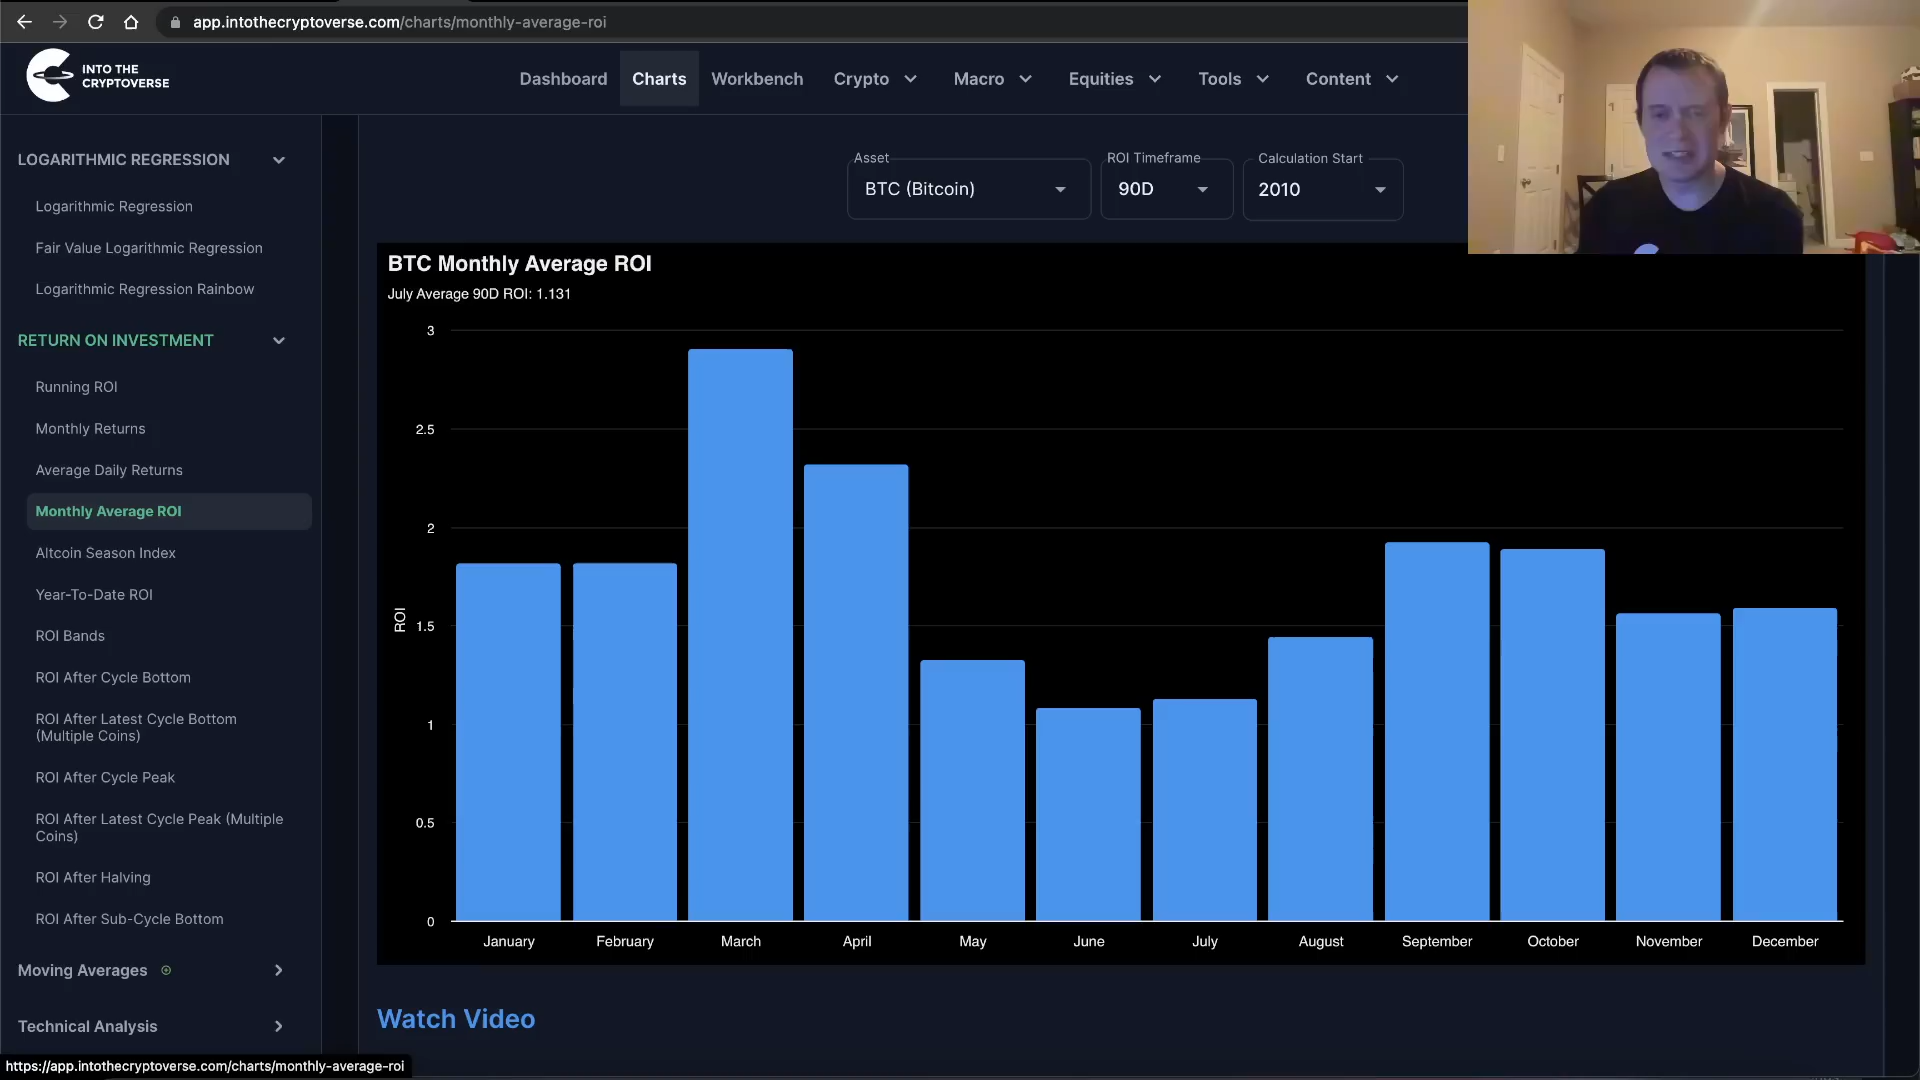 app.intothecryptoverse.com/charts/monthly-average-roi
INTO THE
CRYPTOVERSE
Dashboard
Charts
Workbench
Crypto
Macro
Equities
Tools
Content
LOGARITHMIC REGRESSION
Logarithmic Regression
Fair Value Logarithmic Regression
Logarithmic Regression Rainbow
RETURN ON INVESTMENT
Running ROI
Monthly Returns
Average Daily Returns
Monthly Average ROI
Altcoin Season Index
Year-To-Date ROI
ROI Bands
ROI After Cycle Bottom
ROI After Latest Cycle Bottom
(Multiple Coins)
ROI After Cycle Peak
ROI After Latest Cycle Peak (Multiple
Coins)
ROI After Halving
ROI After Sub-Cycle Bottom
Moving Averages
Technical Analysis
Asset
BTC (Bitcoin)
ROI Timeframe
90D
Calculation Start
2010
BTC Monthly Average ROI
July Average 90D ROI: 1.131
3
2.5
2
1.5
1
0.5
0
ROI
January
February
March
April
May
June
July
August
September
October
November
December
Watch Video
https://app.intothecryptoverse.com/charts/monthly-average-roi